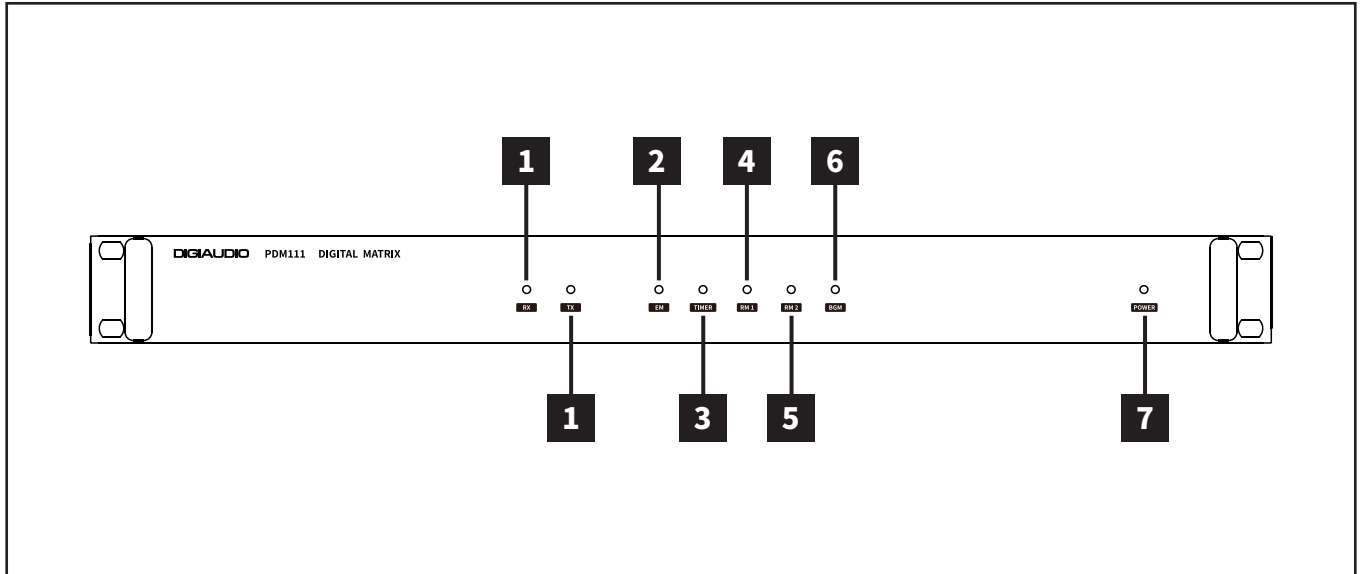 1 2 4 6
DIGIAUDIO PDM111 DIGITAL MATRIX
RX TX EM TIMER RM 1 RM 2 BGM POWER
1 3 5 7